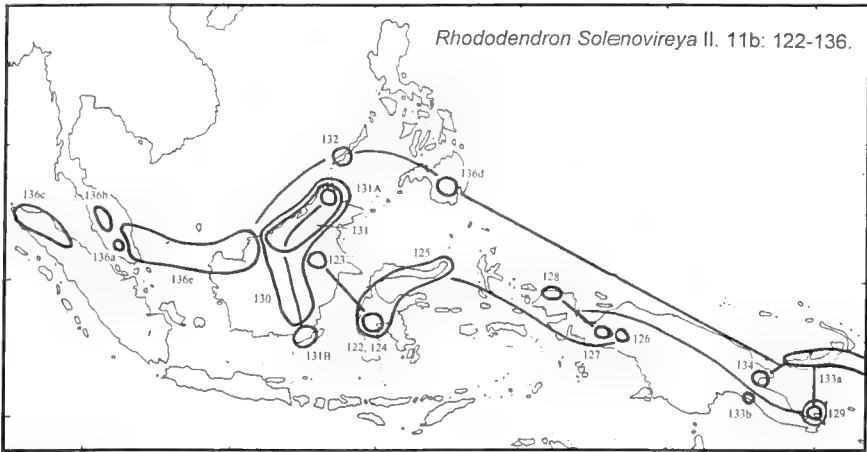 Rhododendron Solenovireya II. 11b: 122-136.
132
136d
136c
136b
131A
131
136a
123
125
136e
128
130
122, 124
131B
127
126
134
133a
133b
129